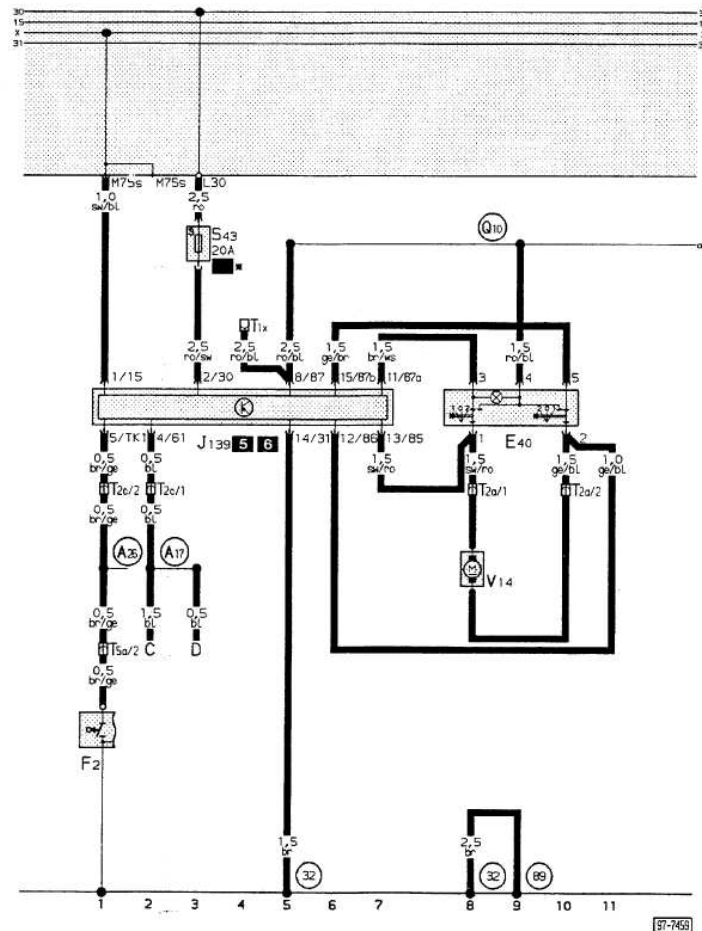 30
15
X
31
M75s M75s L30
1,0
sw/bl
2,5
ro
S
S43
20A
Q10
a
T1x
2,5
ro/sw
2,5
ro/bl
2,5
ro/bl
1,5
ge/br
1,5
br/ws
1,5
ro/bl
1/15
2/30
8/87
15/87b
11/87a
3
4
5
K
1 0 2
2 0 1
5/TK1
4/61
J139 5 6
14/31
12/86
13/85
1
E40
2
0,5
br/ge
0,5
bl
1,5
sw/ro
1,5
sw/ro
1,5
ge/bl
1,0
ge/bl
T2c/2
T2c/1
T2a/1
T2a/2
0,5
br/ge
0,5
bl
A26
A17
M
V14
0,5
br/ge
1,5
bl
0,5
bl
T5a/2
C
D
0,5
br/ge
F2
1,5
br
2,5
br
32
32
89
1 2 3 4 5 6 7 8 9 10 11
97-7459